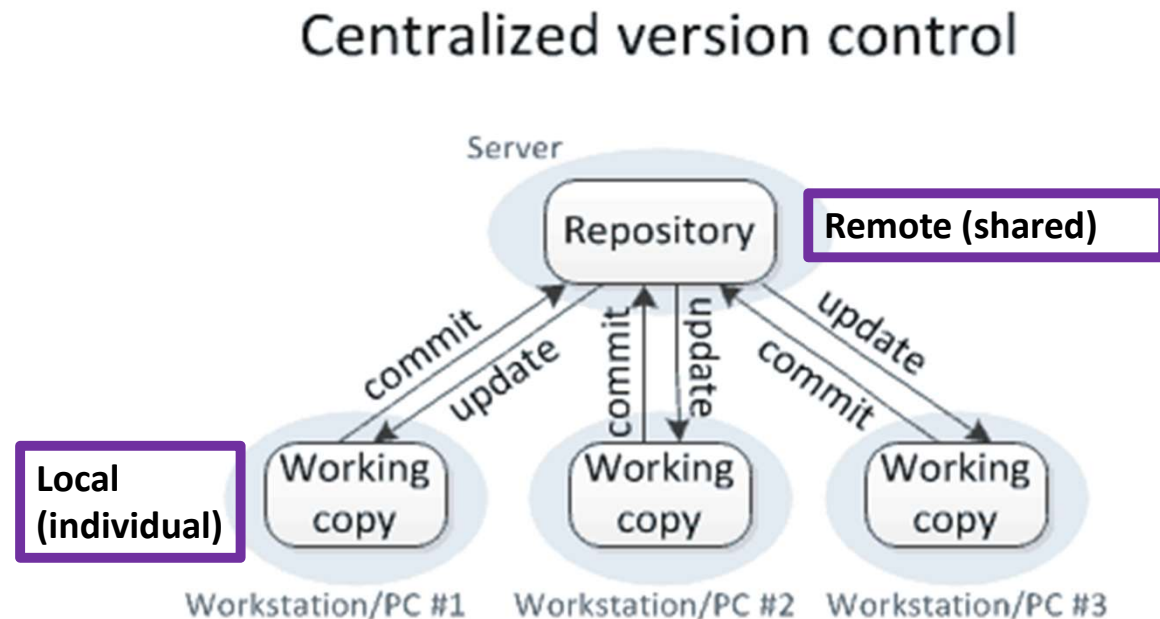 Centralized version control
Server
Repository
Remote (shared)
commit
update
commit
update
commit
update
Local
(individual)
Working
copy
Working
copy
Working
copy
Workstation/PC #1
Workstation/PC #2
Workstation/PC #3